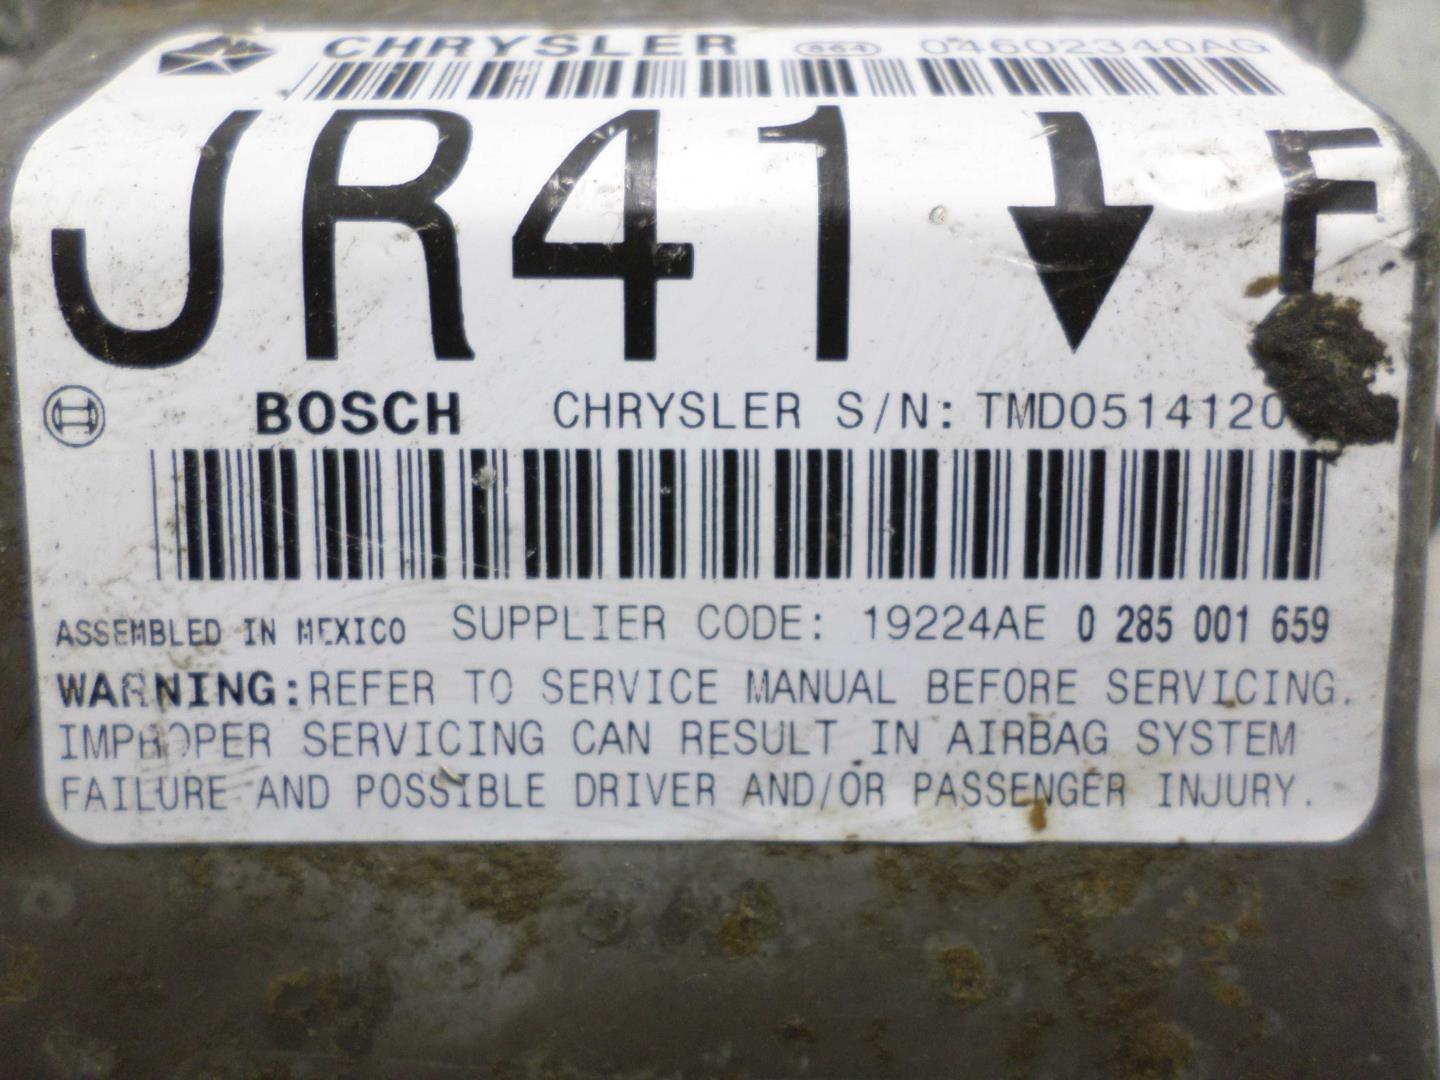 CHRYSLER 864 04602340AG
JR41 F
BOSCH CHRYSLER S/N: TMD0514120
ASSEMBLED IN MEXICO SUPPLIER CODE: 19224AE 0 285 001 659
WARNING:REFER TO SERVICE MANUAL BEFORE SERVICING.
IMPROPER SERVICING CAN RESULT IN AIRBAG SYSTEM
FAILURE AND POSSIBLE DRIVER AND/OR PASSENGER INJURY.